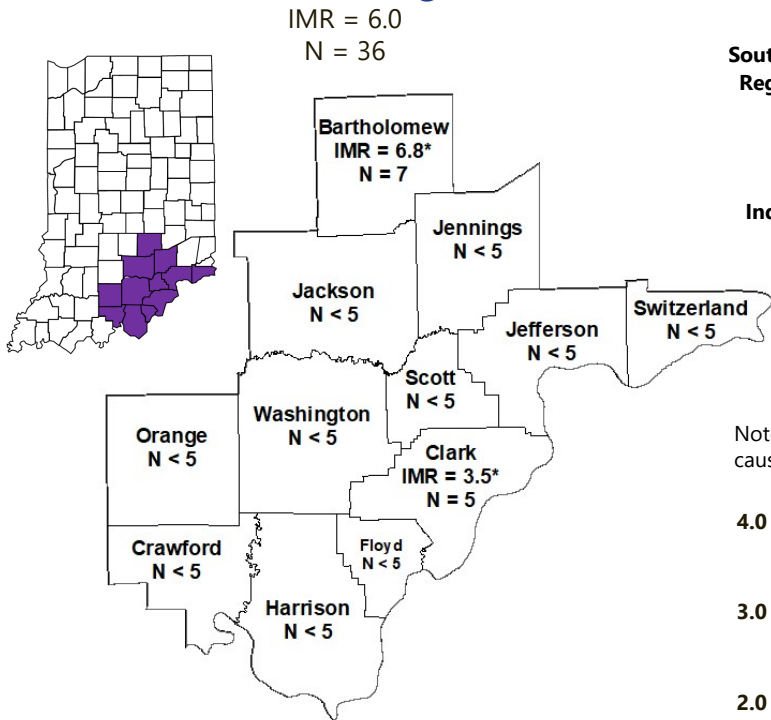 IMR = 6.0
N = 36
Bartholomew
IMR = 6.8*
N = 7
Jennings
N < 5
Jackson
N < 5
Switzerland
N < 5
Jefferson
N < 5
Scott
N < 5
Washington
N < 5
Orange
N < 5
Clark
IMR = 3.5*
N = 5
Crawford
N < 5
Floyd
N < 5
Harrison
N < 5
4.0
3.0
2.0